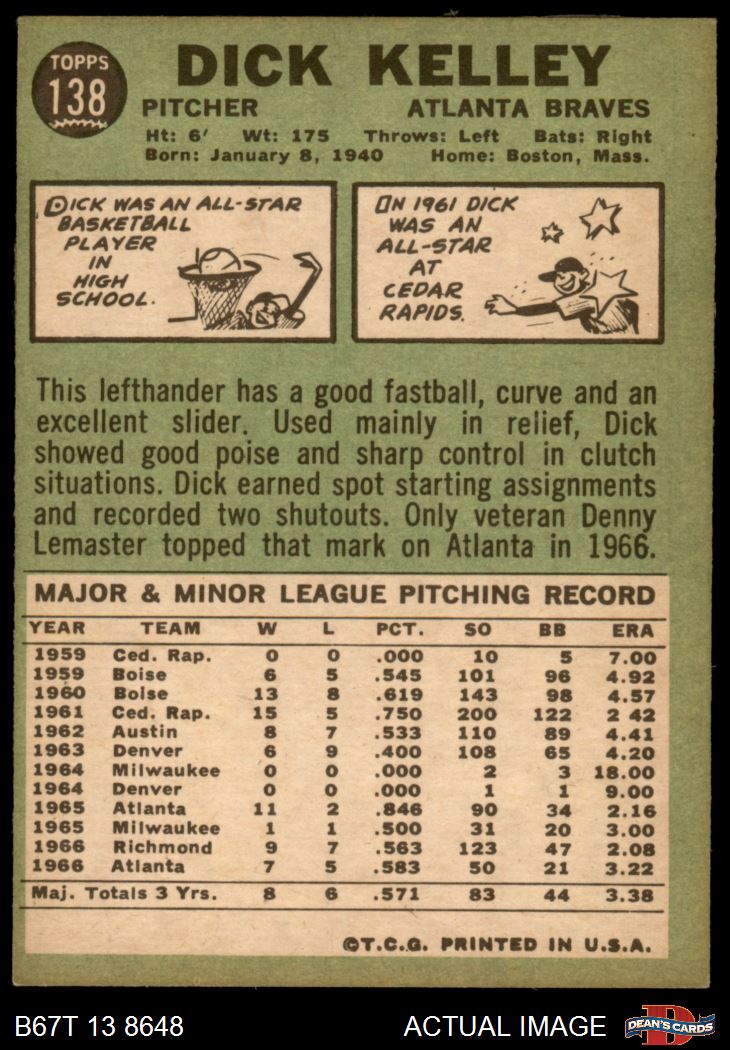 TOPPS
138
DICK KELLEY
PITCHER ATLANTA BRAVES
Ht: 6' Wt: 175 Throws: Left Bats: Right
Born: January 8, 1940 Home: Boston, Mass.
DICK WAS AN ALL-STAR
BASKETBALL
PLAYER
IN
HIGH
SCHOOL.
IN 1961 DICK
WAS AN
ALL-STAR
AT
CEDAR
RAPIDS.
This lefthander has a good fastball, curve and an
excellent slider. Used mainly in relief, Dick
showed good poise and sharp control in clutch
situations. Dick earned spot starting assignments
and recorded two shutouts. Only veteran Denny
Lemaster topped that mark on Atlanta in 1966.
MAJOR & MINOR LEAGUE PITCHING RECORD
YEAR TEAM W L PCT. SO BB ERA
1959 Ced. Rap. 0 0 .000 10 5 7.00
1959 Boise 6 5 .545 101 96 4.92
1960 Boise 13 8 .619 143 98 4.57
1961 Ced. Rap. 15 5 .750 200 122 2 42
1962 Austin 8 7 .533 110 89 4.41
1963 Denver 6 9 .400 108 65 4.20
1964 Milwaukee 0 0 .000 2 3 18.00
1964 Denver 0 0 .000 1 1 9.00
1965 Atlanta 11 2 .846 90 34 2.16
1965 Milwaukee 1 1 .500 31 20 3.00
1966 Richmond 9 7 .563 123 47 2.08
1966 Atlanta 7 5 .583 50 21 3.22
Maj. Totals 3 Yrs. 8 6 .571 83 44 3.38
©T.C.G. PRINTED IN U.S.A.
B67T 13 8648 ACTUAL IMAGE DEAN'S CARDS